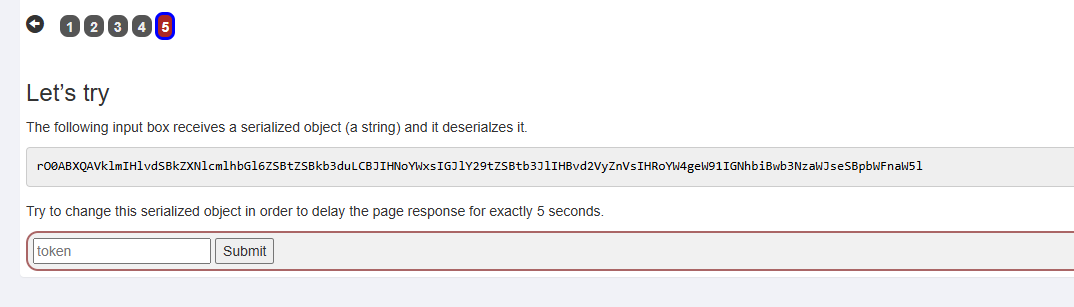 1 2 3 4 5
Let's try
The following input box receives a serialized object (a string) and it deserialzes it.
rO0ABXQAVklmIHlvdSBkZXNlcmlhbGl6ZSBtZSBkb3duLCBJIHNoYWxsIGJlY29tZSBtb3JlIHBvd2VyZnVsIHRoYW4geW91IGNhbiBwb3NzaWJseSBpbWFnaW5l
Try to change this serialized object in order to delay the page response for exactly 5 seconds.
token Submit